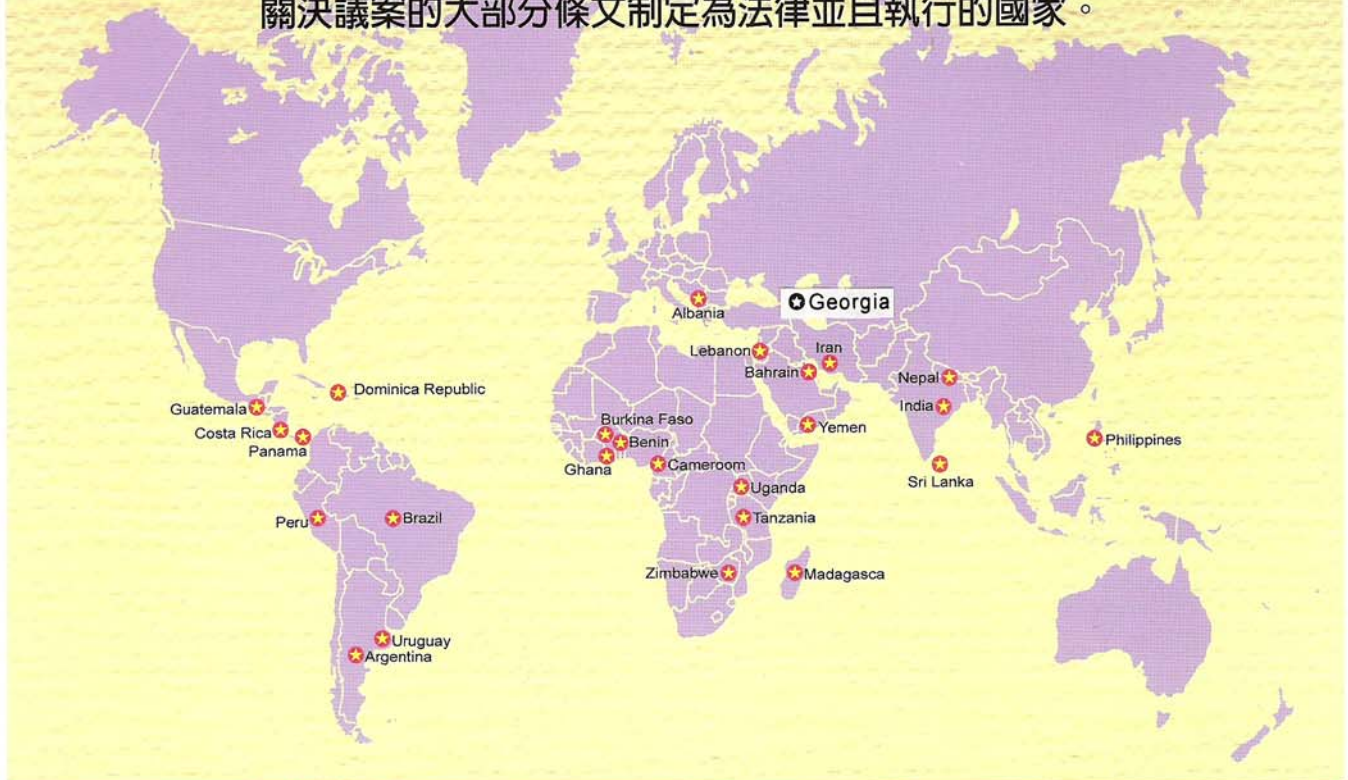 關決議案的大部分條文制定為法律並且執行的國家。
Georgia
Albania
Lebanon
Iran
Bahrain
Nepal
Dominica Republic
Guatemala
India
Burkina Faso
Yemen
Costa Rica
Benin
Philippines
Panama
Ghana
Cameroom
Sri Lanka
Uganda
Peru
Brazil
Tanzania
Zimbabwe
Madagasca
Uruguay
Argentina